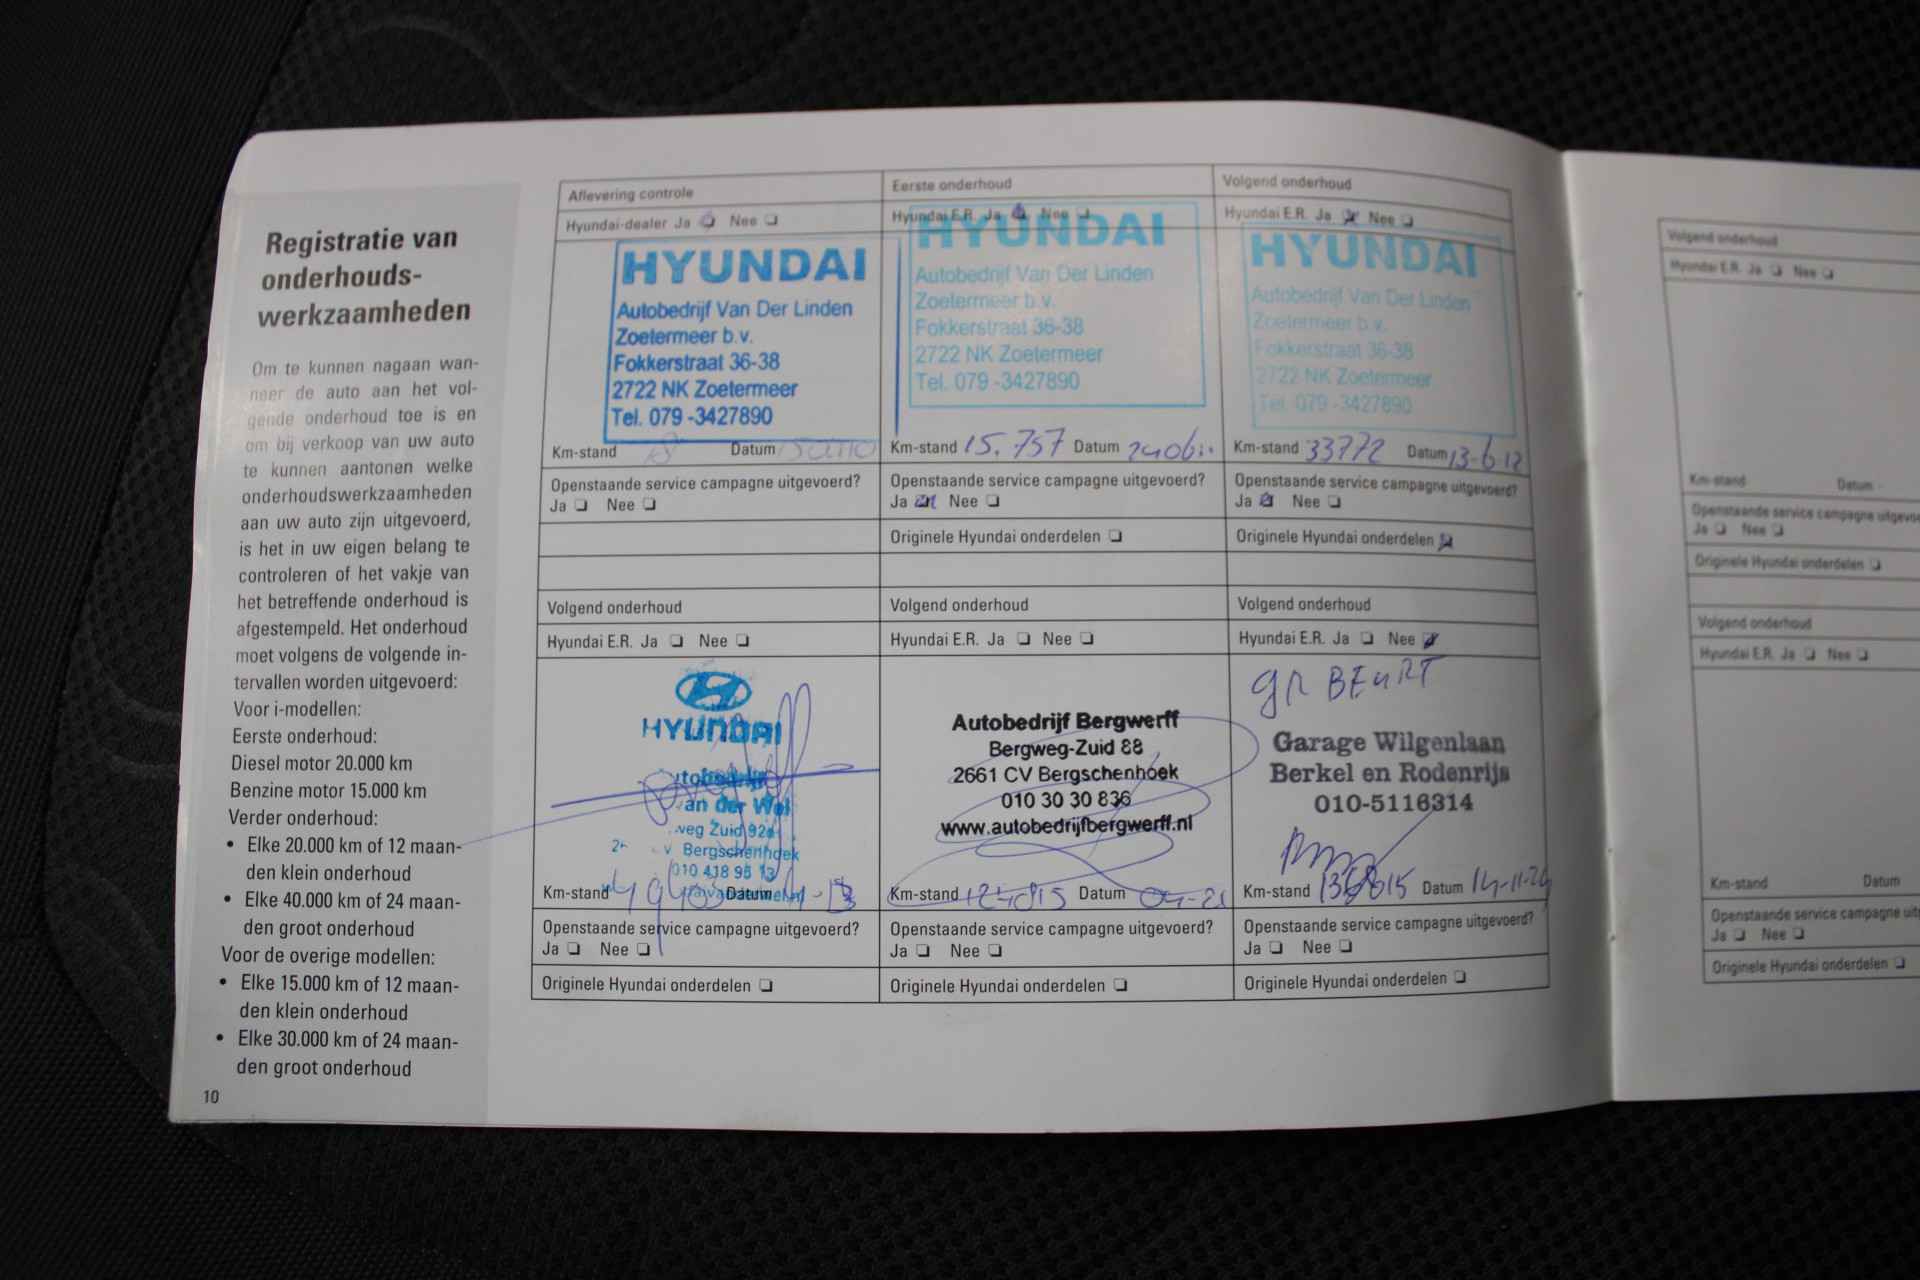 Registratie van
onderhouds-
werkzaamheden
Om te kunnen nagaan wan-
neer de auto aan het vol-
gende onderhoud toe is en
om bij verkoop van uw auto
te kunnen aantonen welke
onderhoudswerkzaamheden
aan uw auto zijn uitgevoerd,
is het in uw eigen belang te
controleren of het vakje van
het betreffende onderhoud is
afgestempeld. Het onderhoud
moet volgens de volgende in-
tervallen worden uitgevoerd:
Voor i-modellen:
Eerste onderhoud:
Diesel motor 20.000 km
Benzine motor 15.000 km
Verder onderhoud:
• Elke 20.000 km of 12 maan-
den klein onderhoud
• Elke 40.000 km of 24 maan-
den groot onderhoud
Voor de overige modellen:
• Elke 15.000 km of 12 maan-
den klein onderhoud
• Elke 30.000 km of 24 maan-
den groot onderhoud
10
Aflevering controle
Hyundai-dealer Ja Nee
HYUNDAI
Autobedrijf Van Der Linden
Zoetermeer b.v.
Fokkerstraat 36-38
2722 NK Zoetermeer
Tel. 079-3427890
Km-stand Datum
Openstaande service campagne uitgevoerd?
Ja Nee
Eerste onderhoud
Hyundai E.R. Ja Nee
HYUNDAI
Autobedrijf Van Der Linden
Zoetermeer b.v.
Fokkerstraat 36-38
2722 NK Zoetermeer
Tel. 079-3427890
Km-stand 15.757 Datum
Openstaande service campagne uitgevoerd?
Ja Nee
Originele Hyundai onderdelen
Volgend onderhoud
Hyundai E.R. Ja Nee
HYUNDAI
Autobedrijf Van Der Linden
Zoetermeer b.v.
Fokkerstraat 36-38
2722 NK Zoetermeer
Tel. 079-3427890
Km-stand 33772 Datum 13-6-12
Openstaande service campagne uitgevoerd?
Ja Nee
Originele Hyundai onderdelen
Volgend onderhoud
Hyundai E.R. Ja Nee
HYUNDAI
weg Zuid 92
Bergschenhoek
010 418 95 13
Km-stand Datum
Openstaande service campagne uitgevoerd?
Ja Nee
Originele Hyundai onderdelen
Volgend onderhoud
Hyundai E.R. Ja Nee
Autobedrijf Bergwerff
Bergweg-Zuid 88
2661 CV Bergschenhoek
010 30 30 836
www.autobedrijfbergwerff.nl
Km-stand Datum
Openstaande service campagne uitgevoerd?
Ja Nee
Originele Hyundai onderdelen
Volgend onderhoud
Hyundai E.R. Ja Nee
GR BEURT
Garage Wilgenlaan
Berkel en Rodenrijs
010-5116314
Km-stand Datum
Openstaande service campagne uitgevoerd?
Ja Nee
Originele Hyundai onderdelen
Volgend onderhoud
Hyundai E.R. Ja Nee
Km-stand Datum
Openstaande service campagne
Ja Nee
Originele Hyundai onderdelen
Volgend onderhoud
Hyundai E.R. Ja Nee
Km-stand Datum
Openstaande service campagne
Ja Nee
Originele Hyundai onderdelen